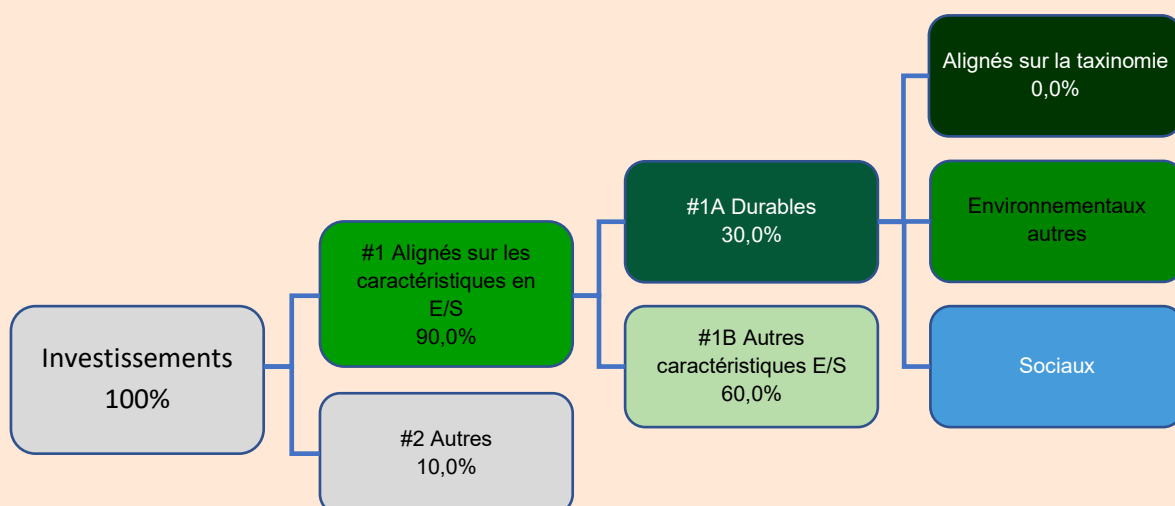 Investissements
100%
#1 Alignés sur les
caractéristiques en
E/S
90,0%
#2 Autres
10,0%
#1A Durables
30,0%
#1B Autres
caractéristiques E/S
60,0%
Alignés sur la taxinomie
0,0%
Environnementaux
autres
Sociaux